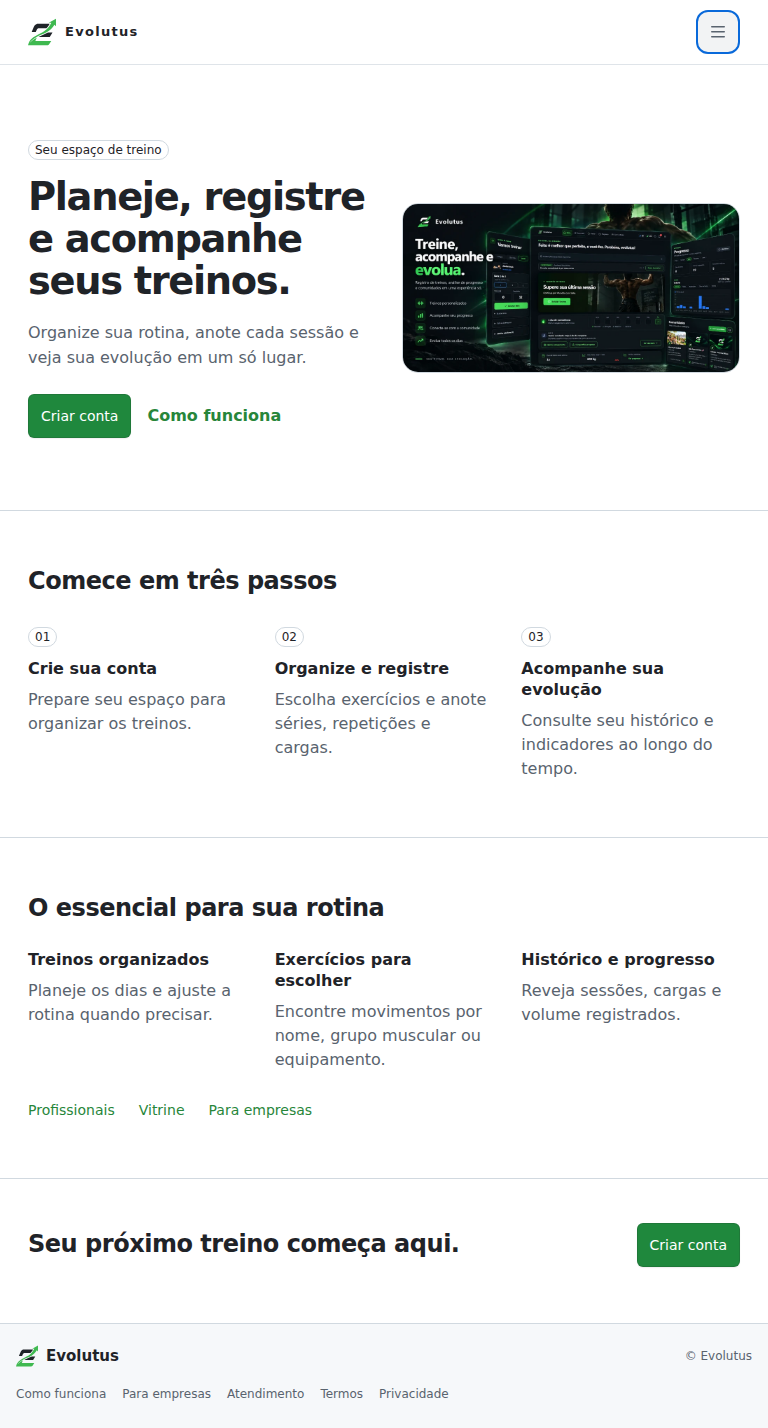 Evolutus
Seu espaço de treino
Planeje, registre
e acompanhe
seus treinos.
Organize sua rotina, anote cada sessão e
veja sua evolução em um só lugar.
Criar conta
Como funciona
Evolutus
Treine,
acompanhe e
evolua.
Comece em três passos
01
Crie sua conta
Prepare seu espaço para
organizar os treinos.
02
Organize e registre
Escolha exercícios e anote
séries, repetições e
cargas.
03
Acompanhe sua
evolução
Consulte seu histórico e
indicadores ao longo do
tempo.
O essencial para sua rotina
Treinos organizados
Planeje os dias e ajuste a
rotina quando precisar.
Exercícios para
escolher
Encontre movimentos por
nome, grupo muscular ou
equipamento.
Histórico e progresso
Reveja sessões, cargas e
volume registrados.
Profissionais
Vitrine
Para empresas
Seu próximo treino começa aqui.
Criar conta
Evolutus
© Evolutus
Como funciona
Para empresas
Atendimento
Termos
Privacidade